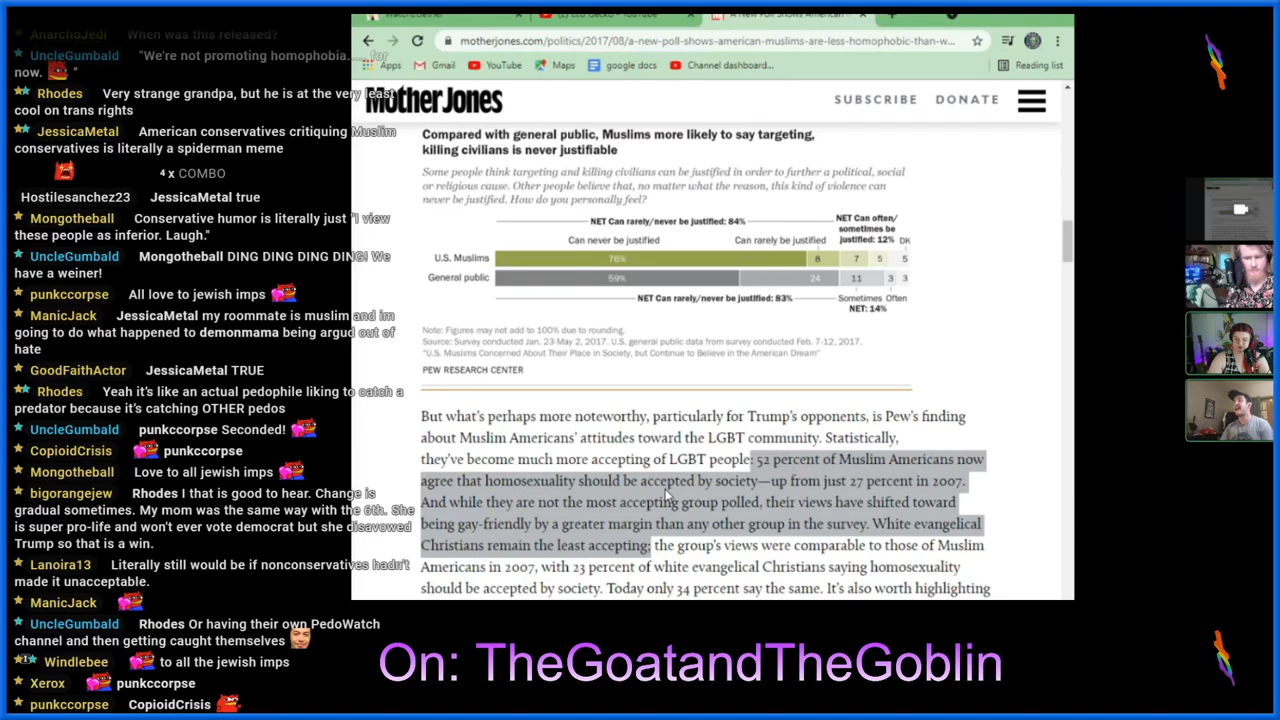 AnarchoJedi When was this released?
UncleGumbald "We're not promoting homophobia..... for
now. "
Rhodes Very strange grandpa, but he is at the very least
cool on trans rights
JessicaMetal American conservatives critiquing Muslim
conservatives is literally a spiderman meme
4 x COMBO
Hostilesanchez23 JessicaMetal true
Mongotheball Conservative humor is literally just "I view
these people as inferior. Laugh."
UncleGumbald Mongotheball DING DING DING DING! We
have a weiner!
punkccorpse All love to jewish imps
ManicJack JessicaMetal my roommate is muslim and im
going to do what happened to demonmama being argud out of
hate
GoodFaithActor JessicaMetal TRUE
Rhodes Yeah it's like an actual pedophile liking to catch a
predator because it's catching OTHER pedos
UncleGumbald punkccorpse Seconded!
CopioidCrisis punkccorpse
Mongotheball Love to all jewish imps
bigorangejew Rhodes I that is good to hear. Change is
gradual sometimes. My mom was the same way with the 6th. She
is super pro-life and won't ever vote democrat but she disavowed
Trump so that is a win.
Lanoira13 Literally still would be if nonconservatives hadn't
made it unacceptable.
ManicJack
UncleGumbald Rhodes Or having their own PedoWatch
channel and then getting caught themselves
Windlebee to all the jewish imps
Xerox punkccorpse
punkccorpse CopioidCrisis
motherjones.com/politics/2017/08/a-new-poll-shows-american-muslims-are-less-homophobic-than-w...
Apps Gmail YouTube Maps google docs Channel dashboard... Reading list
Mother Jones SUBSCRIBE DONATE
Compared with general public, Muslims more likely to say targeting,
killing civilians is never justifiable
Some people think targeting and killing civilians can be justified in order to further a political, social
or religious cause. Other people believe that, no matter what the reason, this kind of violence can
never be justified. How do you personally feel?
NET Can rarely/never be justified: 84%
NET Can often/
sometimes be
justified: 12% DK
Can never be justified Can rarely be justified
U.S. Muslims 76% 8 7 5 5
General public 59% 24 11 3 3
NET Can rarely/never be justified: 83% Sometimes Often
NET: 14%
Note: Figures may not add to 100% due to rounding.
Source: Survey conducted Jan. 23-May 2, 2017. U.S. general public data from survey conducted Feb. 7-12, 2017.
"U.S. Muslims Concerned About Their Place in Society, but Continue to Believe in the American Dream"
PEW RESEARCH CENTER
But what's perhaps more noteworthy, particularly for Trump's opponents, is Pew's finding
about Muslim Americans' attitudes toward the LGBT community. Statistically,
they've become much more accepting of LGBT people: 52 percent of Muslim Americans now
agree that homosexuality should be accepted by society—up from just 27 percent in 2007.
And while they are not the most accepting group polled, their views have shifted toward
being gay-friendly by a greater margin than any other group in the survey. White evangelical
Christians remain the least accepting; the group's views were comparable to those of Muslim
Americans in 2007, with 23 percent of white evangelical Christians saying homosexuality
should be accepted by society. Today only 34 percent say the same. It's also worth highlighting
On: TheGoatandTheGoblin